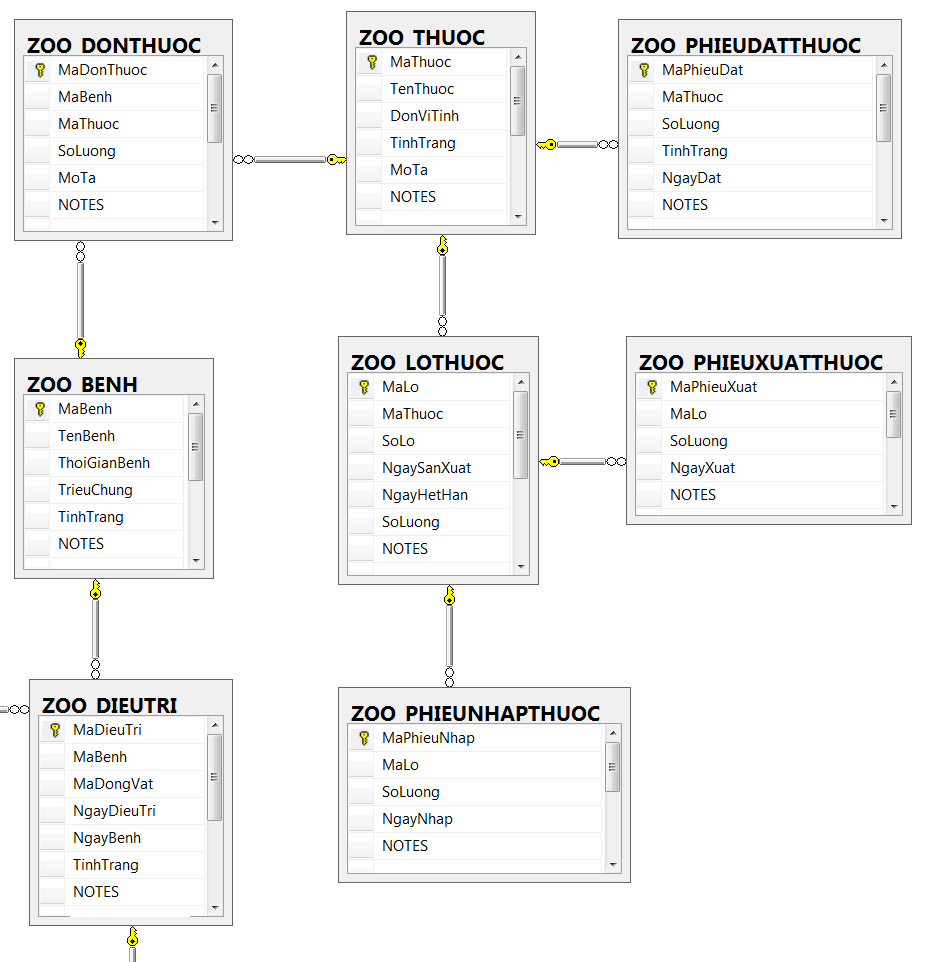 ZOO_DONTHUOC
MaDonThuoc
MaBenh
MaThuoc
SoLuong
MoTa
NOTES
ZOO_THUOC
MaThuoc
TenThuoc
DonViTinh
TinhTrang
MoTa
NOTES
ZOO_PHIEUDATTHUOC
MaPhieuDat
MaThuoc
SoLuong
TinhTrang
NgayDat
NOTES
ZOO_BENH
MaBenh
TenBenh
ThoiGianBenh
TrieuChung
TinhTrang
NOTES
ZOO_LOTHUOC
MaLo
MaThuoc
SoLo
NgaySanXuat
NgayHetHan
SoLuong
NOTES
ZOO_PHIEUXUATTHUOC
MaPhieuXuat
MaLo
SoLuong
NgayXuat
NOTES
ZOO_DIEUTRI
MaDieuTri
MaBenh
MaDongVat
NgayDieuTri
NgayBenh
TinhTrang
NOTES
ZOO_PHIEUNHAPTHUOC
MaPhieuNhap
MaLo
SoLuong
NgayNhap
NOTES